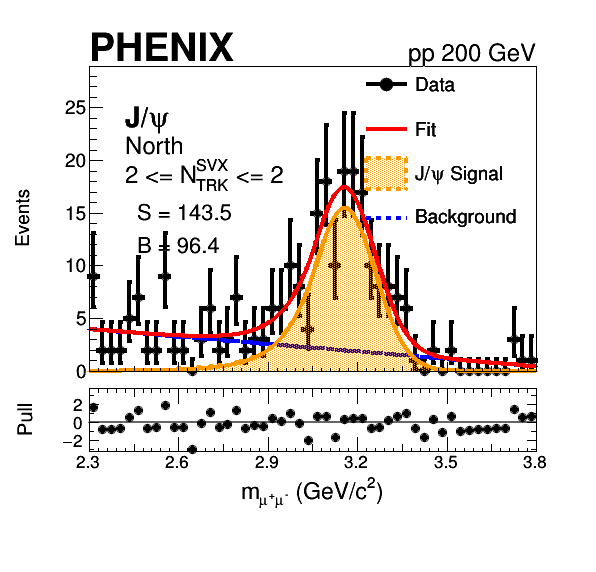 PHENIX pp 200 GeV
Data
J/ψ
Fit
North
2 <= N^SVX_TRK <= 2
J/ψ Signal
S = 143.5
Background
B = 96.4
Events
25
20
15
10
5
0
Pull
2
0
−2
2.3 2.6 2.9 3.2 3.5 3.8
m_μ⁺μ⁻ (GeV/c²)